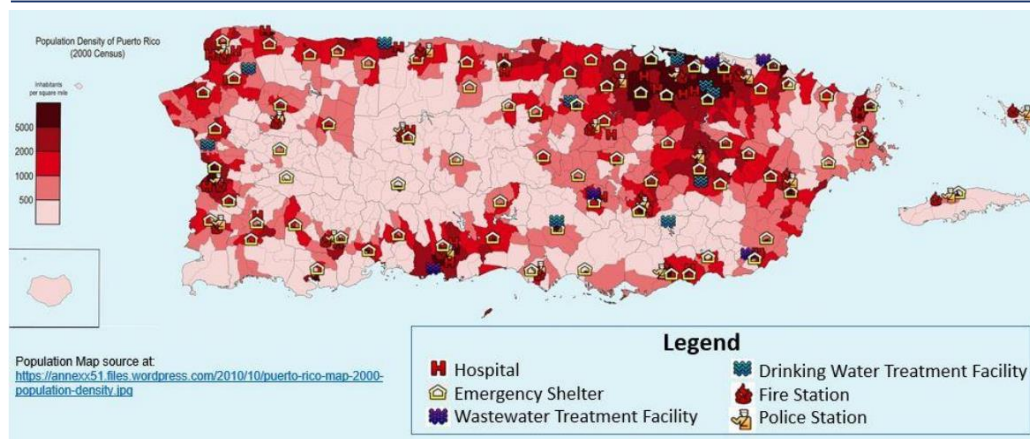 Population Density of Puerto Rico
(2000 Census)
Inhabitants
per square mile
5000
2000
1000
500
Population Map source at:
https://annexx51.files.wordpress.com/2010/10/puerto-rico-map-2000-
population-density.jpg
Legend
H Hospital
Emergency Shelter
Wastewater Treatment Facility
Drinking Water Treatment Facility
Fire Station
Police Station